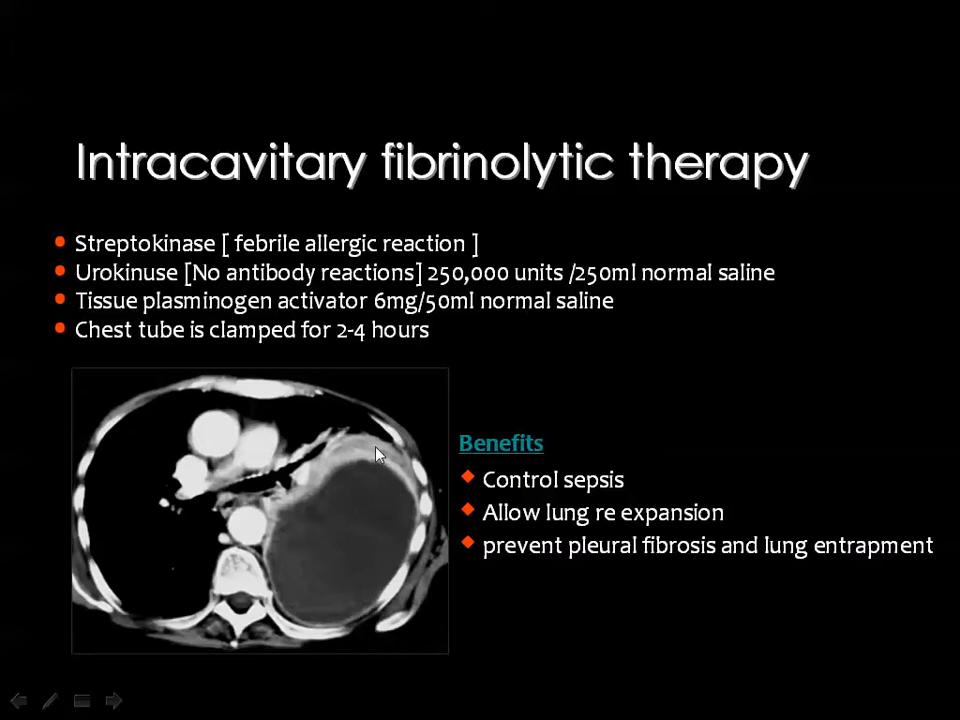 Intracavitary fibrinolytic therapy
Streptokinase [ febrile allergic reaction ]
Urokinuse [No antibody reactions] 250,000 units /250ml normal saline
Tissue plasminogen activator 6mg/50ml normal saline
Chest tube is clamped for 2-4 hours
Benefits
Control sepsis
Allow lung re expansion
prevent pleural fibrosis and lung entrapment